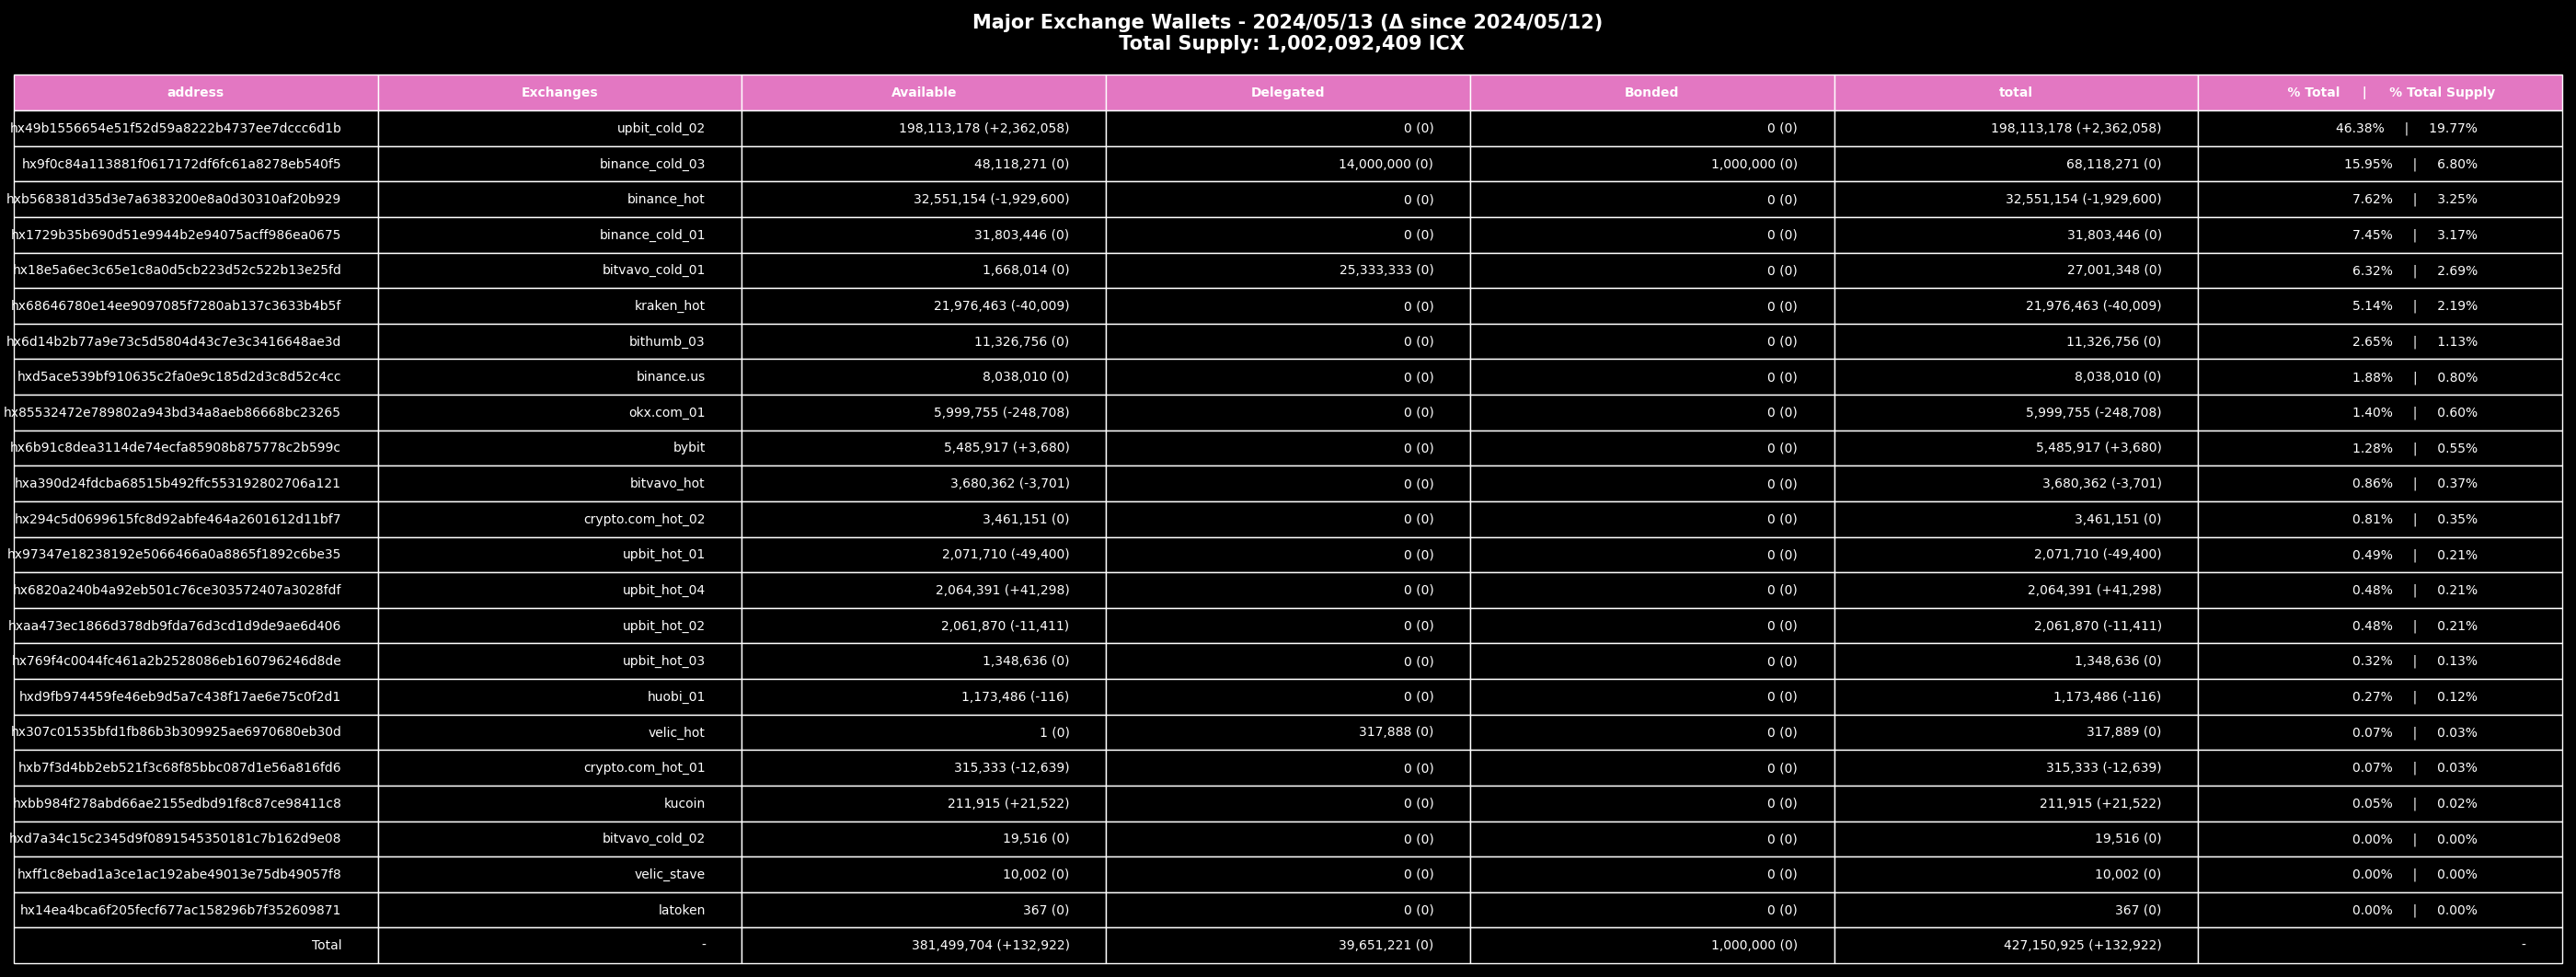 Major Exchange Wallets - 2024/05/13 (Δ since 2024/05/12)
Total Supply: 1,002,092,409 ICX
address Exchanges Available Delegated Bonded total % Total | % Total Supply
hx49b1556654e51f52d59a8222b4737ee7dccc6d1b upbit_cold_02 198,113,178 (+2,362,058) 0 (0) 0 (0) 198,113,178 (+2,362,058) 46.38% | 19.77%
hx9f0c84a113881f0617172df6fc61a8278eb540f5 binance_cold_03 48,118,271 (0) 14,000,000 (0) 1,000,000 (0) 68,118,271 (0) 15.95% | 6.80%
hxb568381d35d3e7a6383200e8a0d30310af20b929 binance_hot 32,551,154 (-1,929,600) 0 (0) 0 (0) 32,551,154 (-1,929,600) 7.62% | 3.25%
hx1729b35b690d51e9944b2e94075acff986ea0675 binance_cold_01 31,803,446 (0) 0 (0) 0 (0) 31,803,446 (0) 7.45% | 3.17%
hx18e5a6ec3c65e1c8a0d5cb223d52c522b13e25fd bitvavo_cold_01 1,668,014 (0) 25,333,333 (0) 0 (0) 27,001,348 (0) 6.32% | 2.69%
hx68646780e14ee9097085f7280ab137c3633b4b5f kraken_hot 21,976,463 (-40,009) 0 (0) 0 (0) 21,976,463 (-40,009) 5.14% | 2.19%
hx6d14b2b77a9e73c5d5804d43c7e3c3416648ae3d bithumb_03 11,326,756 (0) 0 (0) 0 (0) 11,326,756 (0) 2.65% | 1.13%
hxd5ace539bf910635c2fa0e9c185d2d3c8d52c4cc binance.us 8,038,010 (0) 0 (0) 0 (0) 8,038,010 (0) 1.88% | 0.80%
hx85532472e789802a943bd34a8aeb86668bc23265 okx.com_01 5,999,755 (-248,708) 0 (0) 0 (0) 5,999,755 (-248,708) 1.40% | 0.60%
hx6b91c8dea3114de74ecfa85908b875778c2b599c bybit 5,485,917 (+3,680) 0 (0) 0 (0) 5,485,917 (+3,680) 1.28% | 0.55%
hxa390d24fdcba68515b492ffc553192802706a121 bitvavo_hot 3,680,362 (-3,701) 0 (0) 0 (0) 3,680,362 (-3,701) 0.86% | 0.37%
hx294c5d0699615fc8d92abfe464a2601612d11bf7 crypto.com_hot_02 3,461,151 (0) 0 (0) 0 (0) 3,461,151 (0) 0.81% | 0.35%
hx97347e18238192e5066466a0a8865f1892c6be35 upbit_hot_01 2,071,710 (-49,400) 0 (0) 0 (0) 2,071,710 (-49,400) 0.49% | 0.21%
hx6820a240b4a92eb501c76ce303572407a3028fdf upbit_hot_04 2,064,391 (+41,298) 0 (0) 0 (0) 2,064,391 (+41,298) 0.48% | 0.21%
hxaa473ec1866d378db9fda76d3cd1d9de9ae6d406 upbit_hot_02 2,061,870 (-11,411) 0 (0) 0 (0) 2,061,870 (-11,411) 0.48% | 0.21%
hx769f4c0044fc461a2b2528086eb160796246d8de upbit_hot_03 1,348,636 (0) 0 (0) 0 (0) 1,348,636 (0) 0.32% | 0.13%
hxd9fb974459fe46eb9d5a7c438f17ae6e75c0f2d1 huobi_01 1,173,486 (-116) 0 (0) 0 (0) 1,173,486 (-116) 0.27% | 0.12%
hx307c01535bfd1fb86b3b309925ae6970680eb30d velic_hot 1 (0) 317,888 (0) 0 (0) 317,889 (0) 0.07% | 0.03%
hxb7f3d4bb2eb521f3c68f85bbc087d1e56a816fd6 crypto.com_hot_01 315,333 (-12,639) 0 (0) 0 (0) 315,333 (-12,639) 0.07% | 0.03%
hxbb984f278abd66ae2155edbd91f8c87ce98411c8 kucoin 211,915 (+21,522) 0 (0) 0 (0) 211,915 (+21,522) 0.05% | 0.02%
hxd7a34c15c2345d9f0891545350181c7b162d9e08 bitvavo_cold_02 19,516 (0) 0 (0) 0 (0) 19,516 (0) 0.00% | 0.00%
hxff1c8ebad1a3ce1ac192abe49013e75db49057f8 velic_stave 10,002 (0) 0 (0) 0 (0) 10,002 (0) 0.00% | 0.00%
hx14ea4bca6f205fecf677ac158296b7f352609871 latoken 367 (0) 0 (0) 0 (0) 367 (0) 0.00% | 0.00%
Total - 381,499,704 (+132,922) 39,651,221 (0) 1,000,000 (0) 427,150,925 (+132,922) -